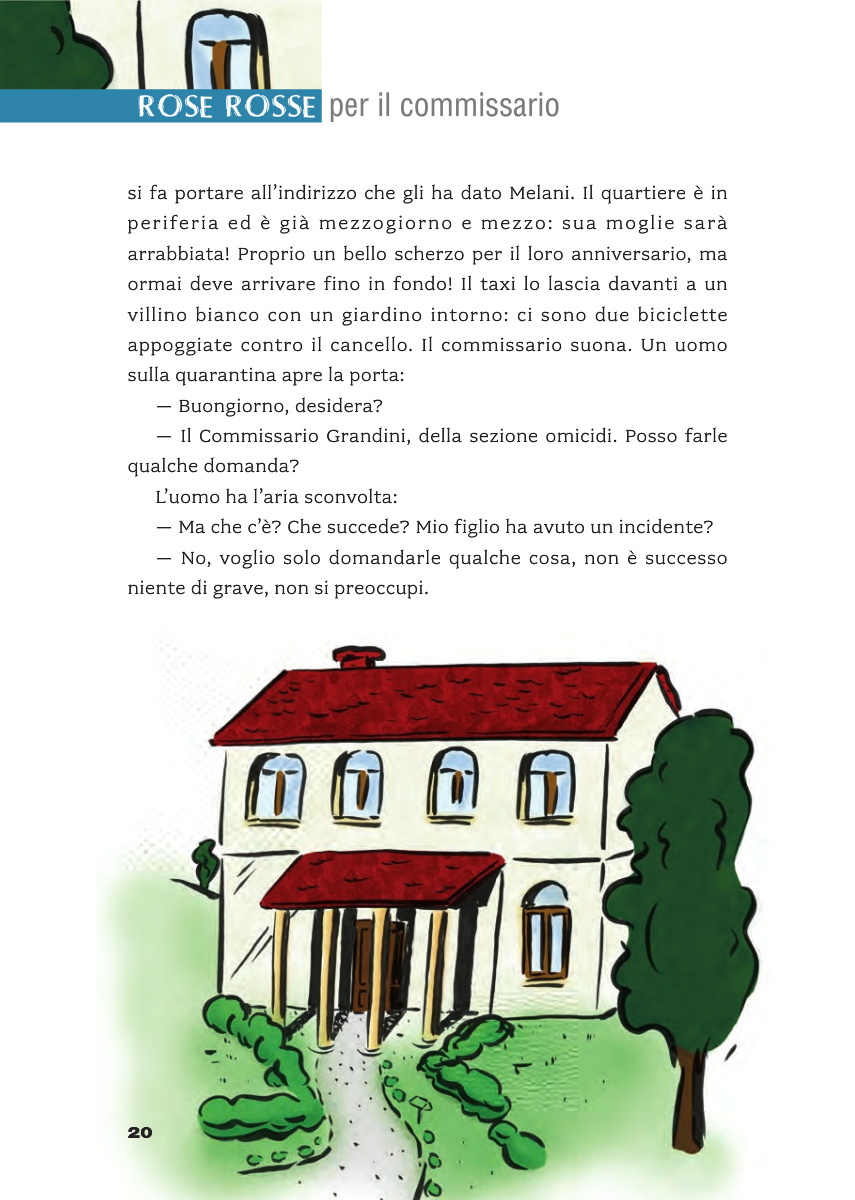 ROSE ROSSE per il commissario
si fa portare all’indirizzo che gli ha dato Melani. Il quartiere è in
periferia ed è già mezzogiorno e mezzo: sua moglie sarà
arrabbiata! Proprio un bello scherzo per il loro anniversario, ma
ormai deve arrivare fino in fondo! Il taxi lo lascia davanti a un
villino bianco con un giardino intorno: ci sono due biciclette
appoggiate contro il cancello. Il commissario suona. Un uomo
sulla quarantina apre la porta:
— Buongiorno, desidera?
— Il Commissario Grandini, della sezione omicidi. Posso farle
qualche domanda?
L’uomo ha l’aria sconvolta:
— Ma che c’è? Che succede? Mio figlio ha avuto un incidente?
— No, voglio solo domandarle qualche cosa, non è successo
niente di grave, non si preoccupi.
20